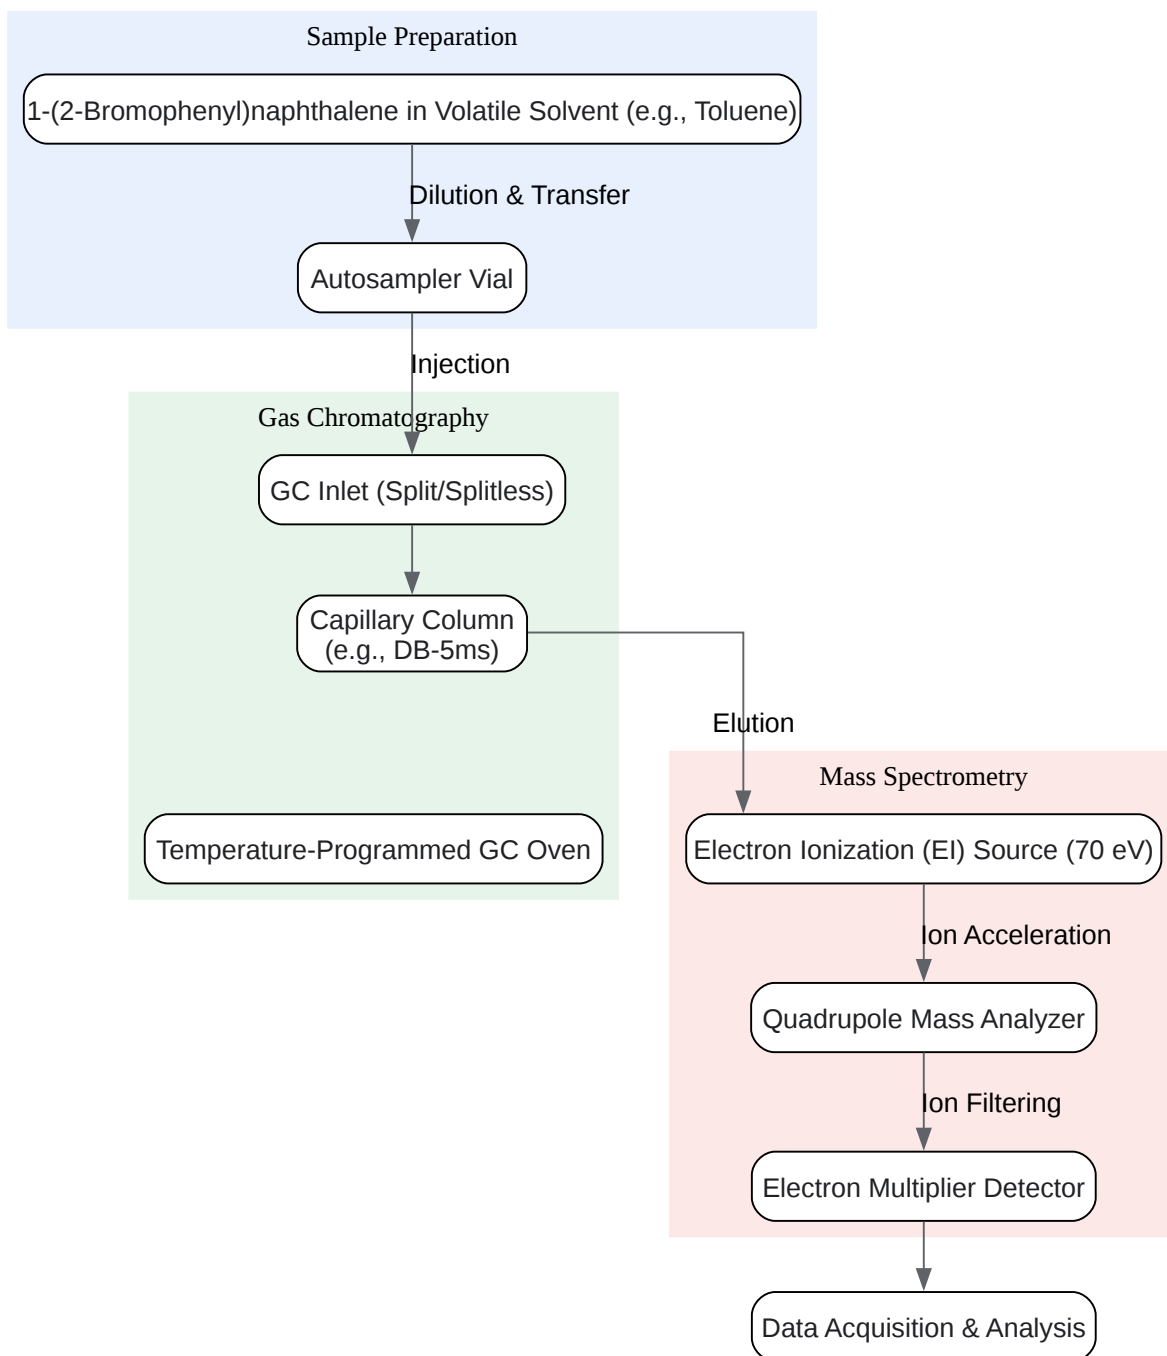 Sample Preparation
1-(2-Bromophenyl)naphthalene in Volatile Solvent (e.g., Toluene)
Dilution & Transfer
Autosampler Vial
Injection
Gas Chromatography
GC Inlet (Split/Splitless)
Capillary Column
(e.g., DB-5ms)
Elution
Mass Spectrometry
Temperature-Programmed GC Oven
Electron Ionization (EI) Source (70 eV)
Ion Acceleration
Quadrupole Mass Analyzer
Ion Filtering
Electron Multiplier Detector
Data Acquisition & Analysis